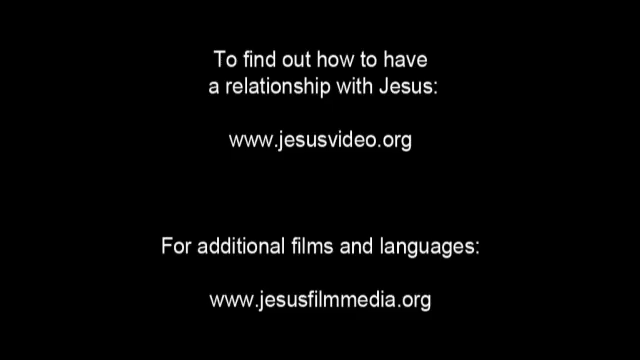 To find out how to have
a relationship with Jesus:
www.jesusvideo.org
For additional films and languages:
www.jesusfilmmedia.org